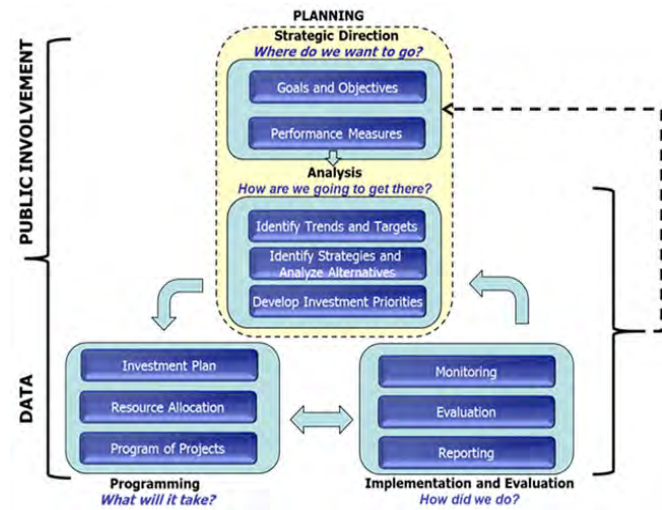 PLANNING
Strategic Direction
Where do we want to go?
Goals and Objectives
Performance Measures
Analysis
How are we going to get there?
Identify Trends and Targets
Identify Strategies and
Analyze Alternatives
Develop Investment Priorities
PUBLIC INVOLVEMENT
DATA
Investment Plan
Resource Allocation
Program of Projects
Programming
What will it take?
Monitoring
Evaluation
Reporting
Implementation and Evaluation
How did we do?